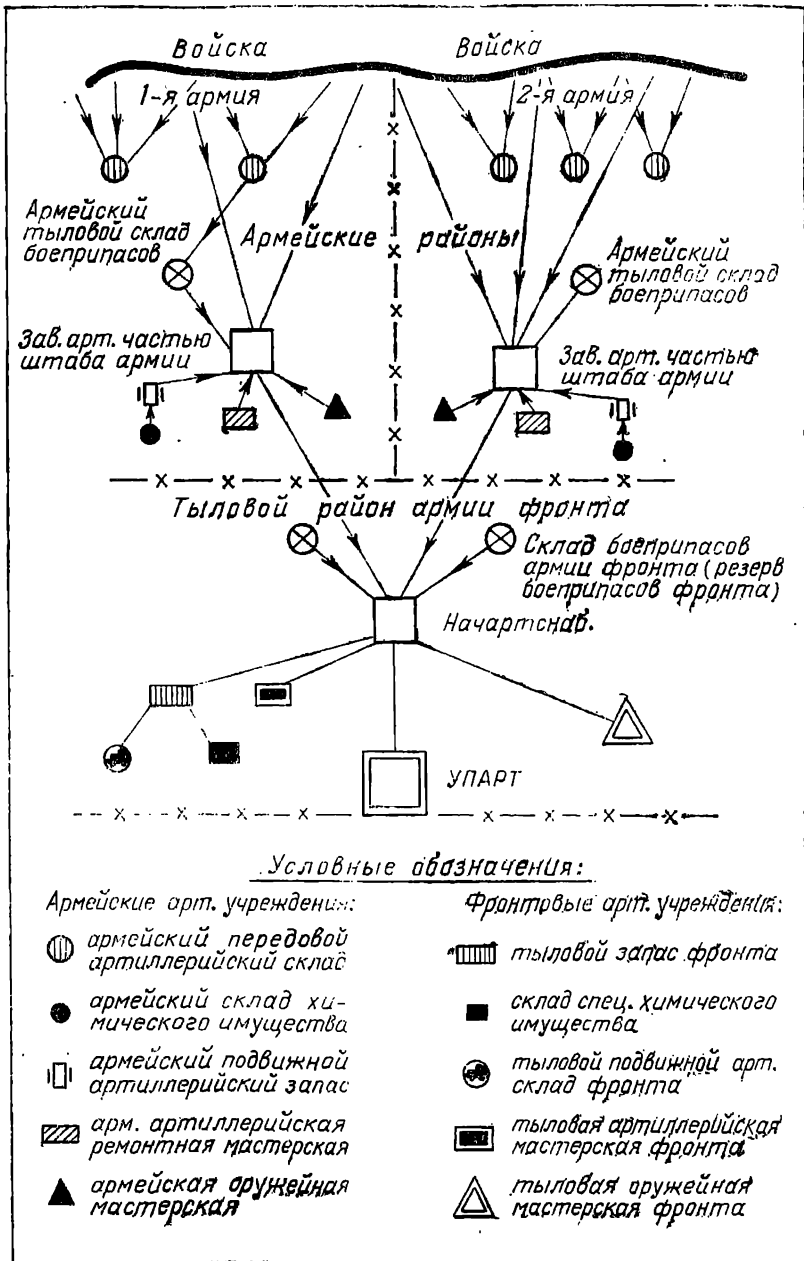 Войска Войска
1-я армия 2-я армия
Армейский
тыловой склад
боеприпасов
Армейские районы
Армейский
тыловой склад
боеприпасов
Зав. арт. частью
штаба армии
Зав. арт. частью
штаба армии
Тыловой район армии фронта
Склад боеприпасов
армии фронта (резерв
боеприпасов фронта)
Начартснаб.
УПАРТ
Условные обозначения:
Армейские арт. учреждения:
армейский передовой
артиллерийский склад
армейский склад хи-
мического имущества
армейский подвижной
артиллерийский запас
арм. артиллерийская
ремонтная мастерская
армейская оружейная
мастерская
Фронтовые арт. учреждения:
тыловой запас фронта
склад спец. химического
имущества
тыловой подвижной арт.
склад фронта
тыловая артиллерийская
мастерская фронта
тыловая оружейная
мастерская фронта